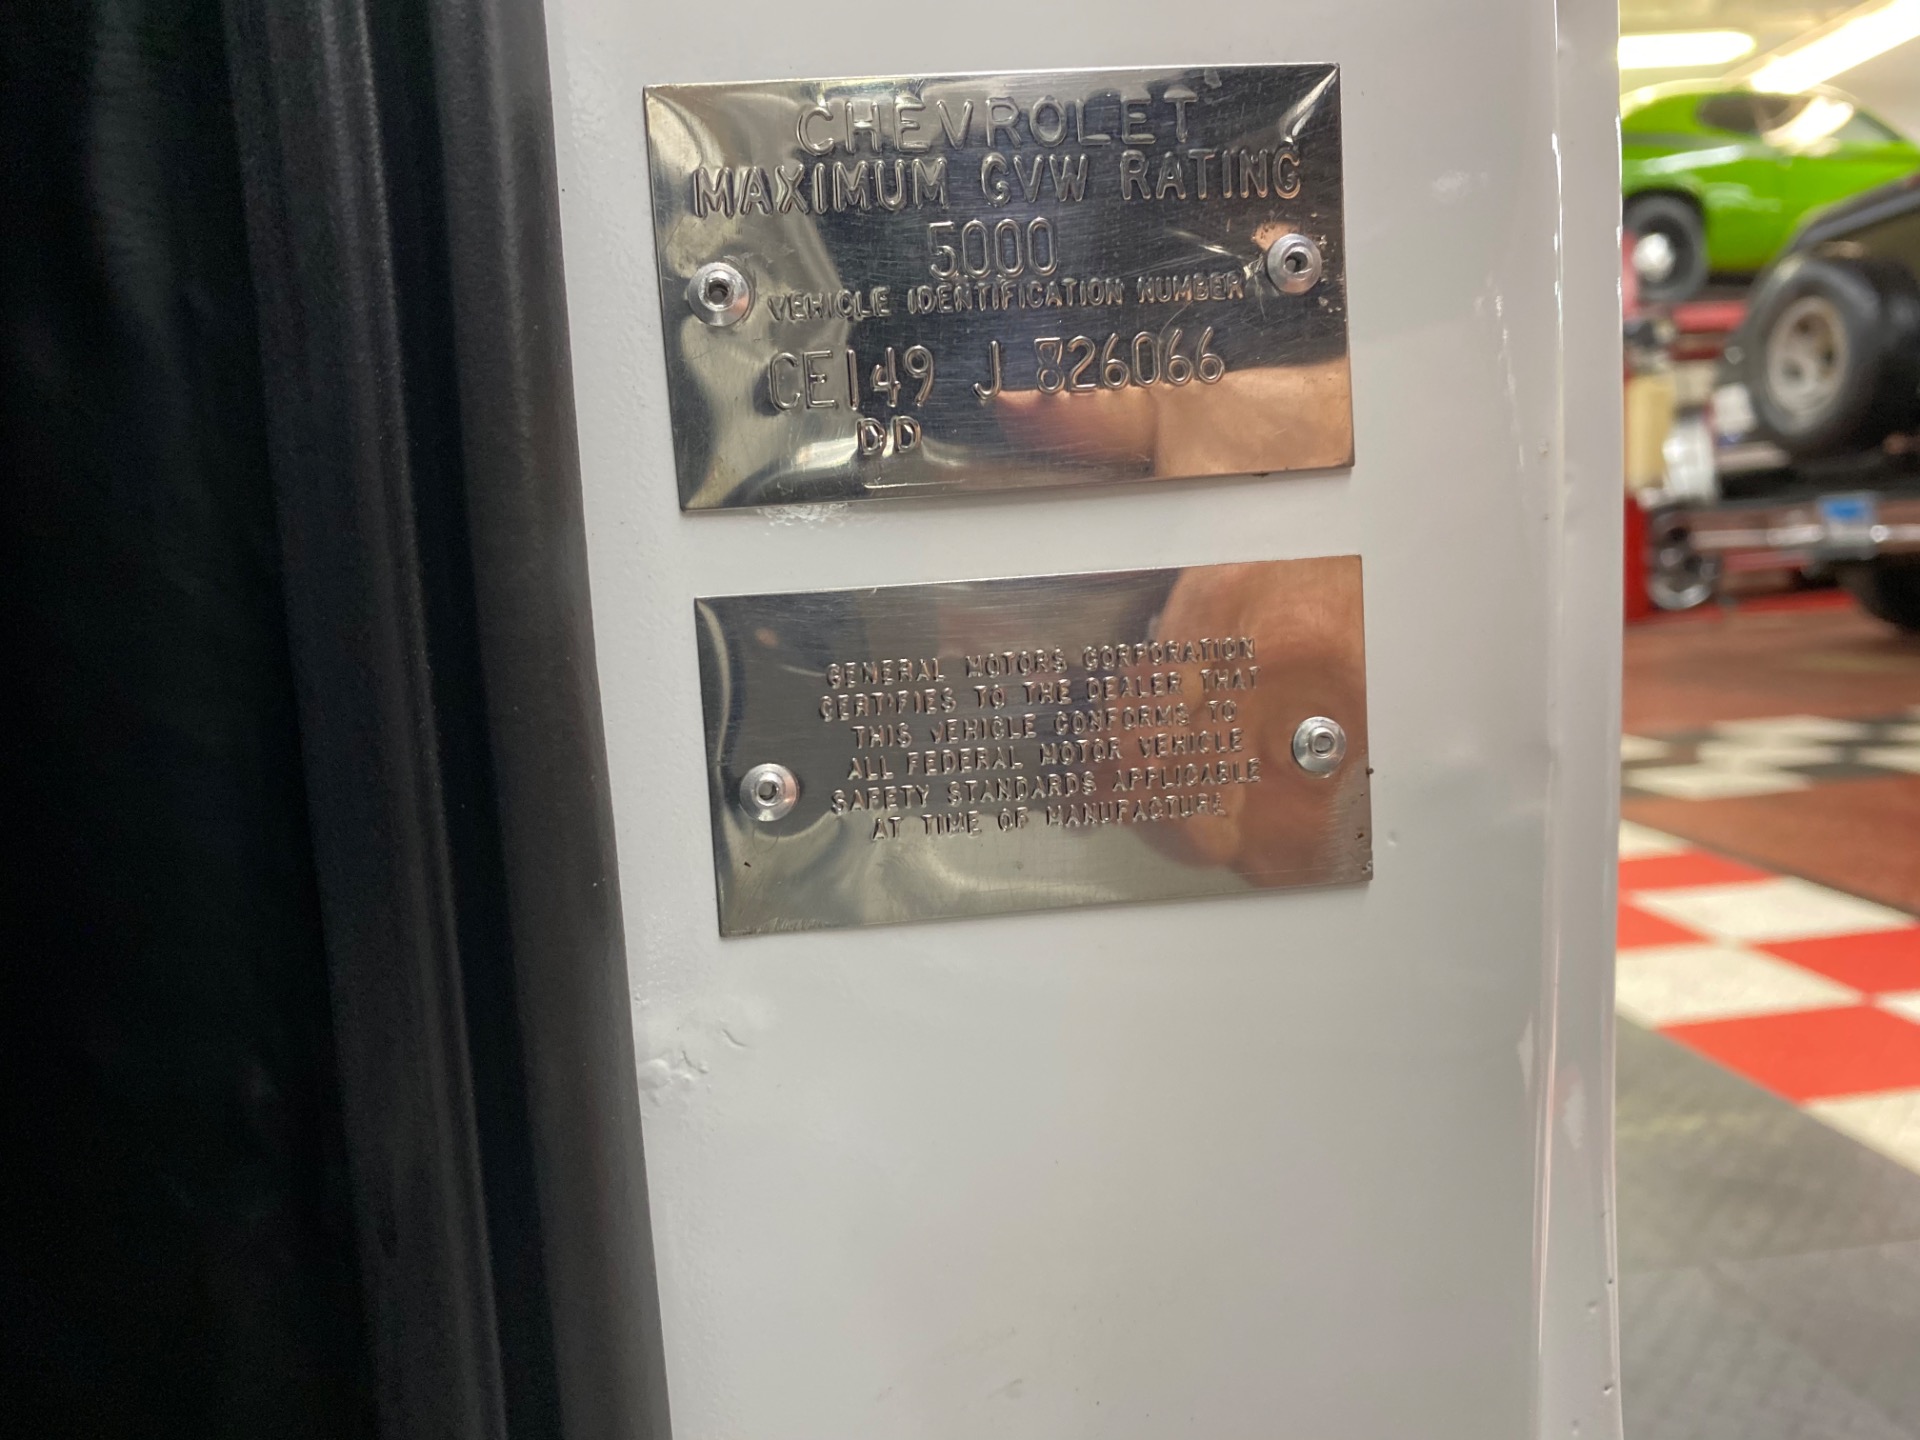 CHEVROLET
MAXIMUM GVW RATING
5000
VEHICLE IDENTIFICATION NUMBER
CE149 J 826066
DD
GENERAL MOTORS CORPORATION
CERTIFIES TO THE DEALER THAT
THIS VEHICLE CONFORMS TO
ALL FEDERAL MOTOR VEHICLE
SAFETY STANDARDS APPLICABLE
AT TIME OF MANUFACTURE